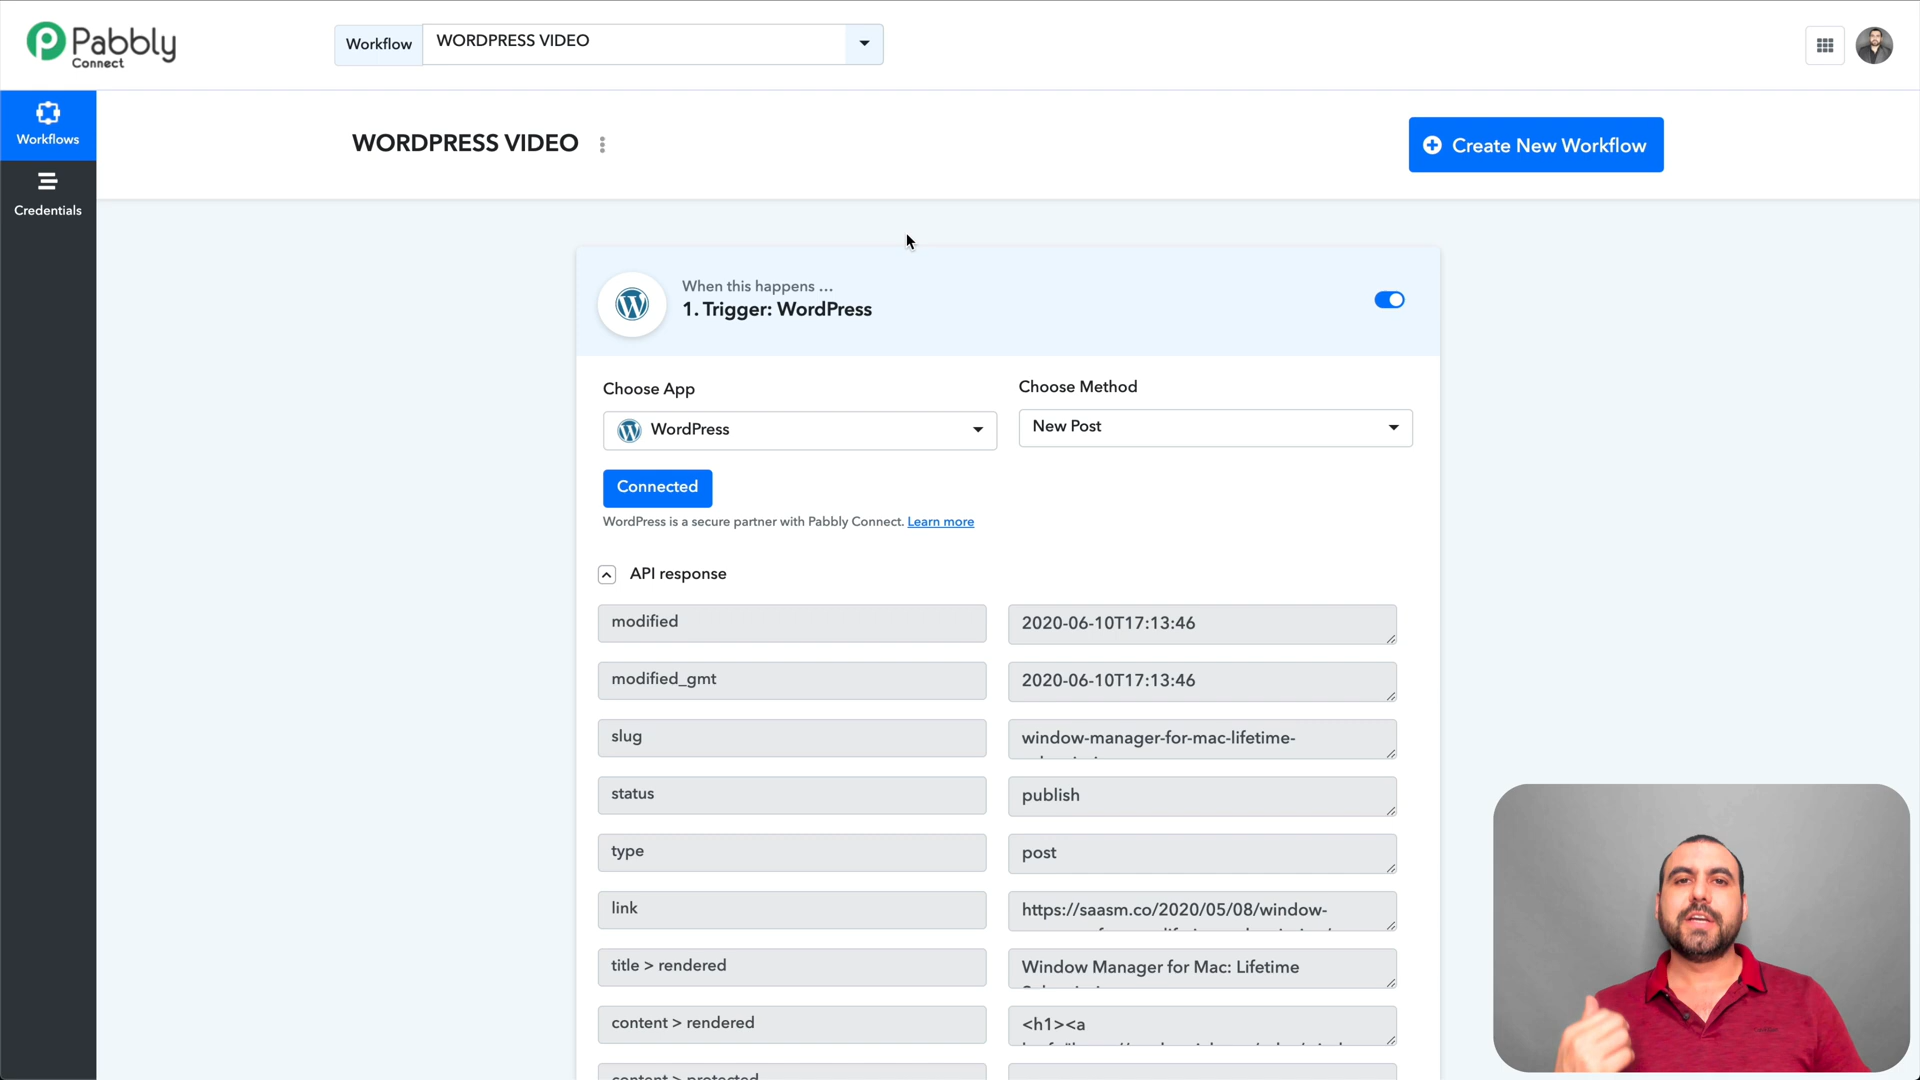 Pabbly
Connect
Workflow
WORDPRESS VIDEO
Workflows
Credentials
WORDPRESS VIDEO
Create New Workflow
When this happens ...
1. Trigger: WordPress
Choose App
Choose Method
WordPress
New Post
Connected
WordPress is a secure partner with Pabbly Connect. Learn more
API response
modified
2020-06-10T17:13:46
modified_gmt
2020-06-10T17:13:46
slug
window-manager-for-mac-lifetime-
status
publish
type
post
link
https://saasm.co/2020/05/08/window-
title > rendered
Window Manager for Mac: Lifetime
content > rendered
<h1><a
content > protected